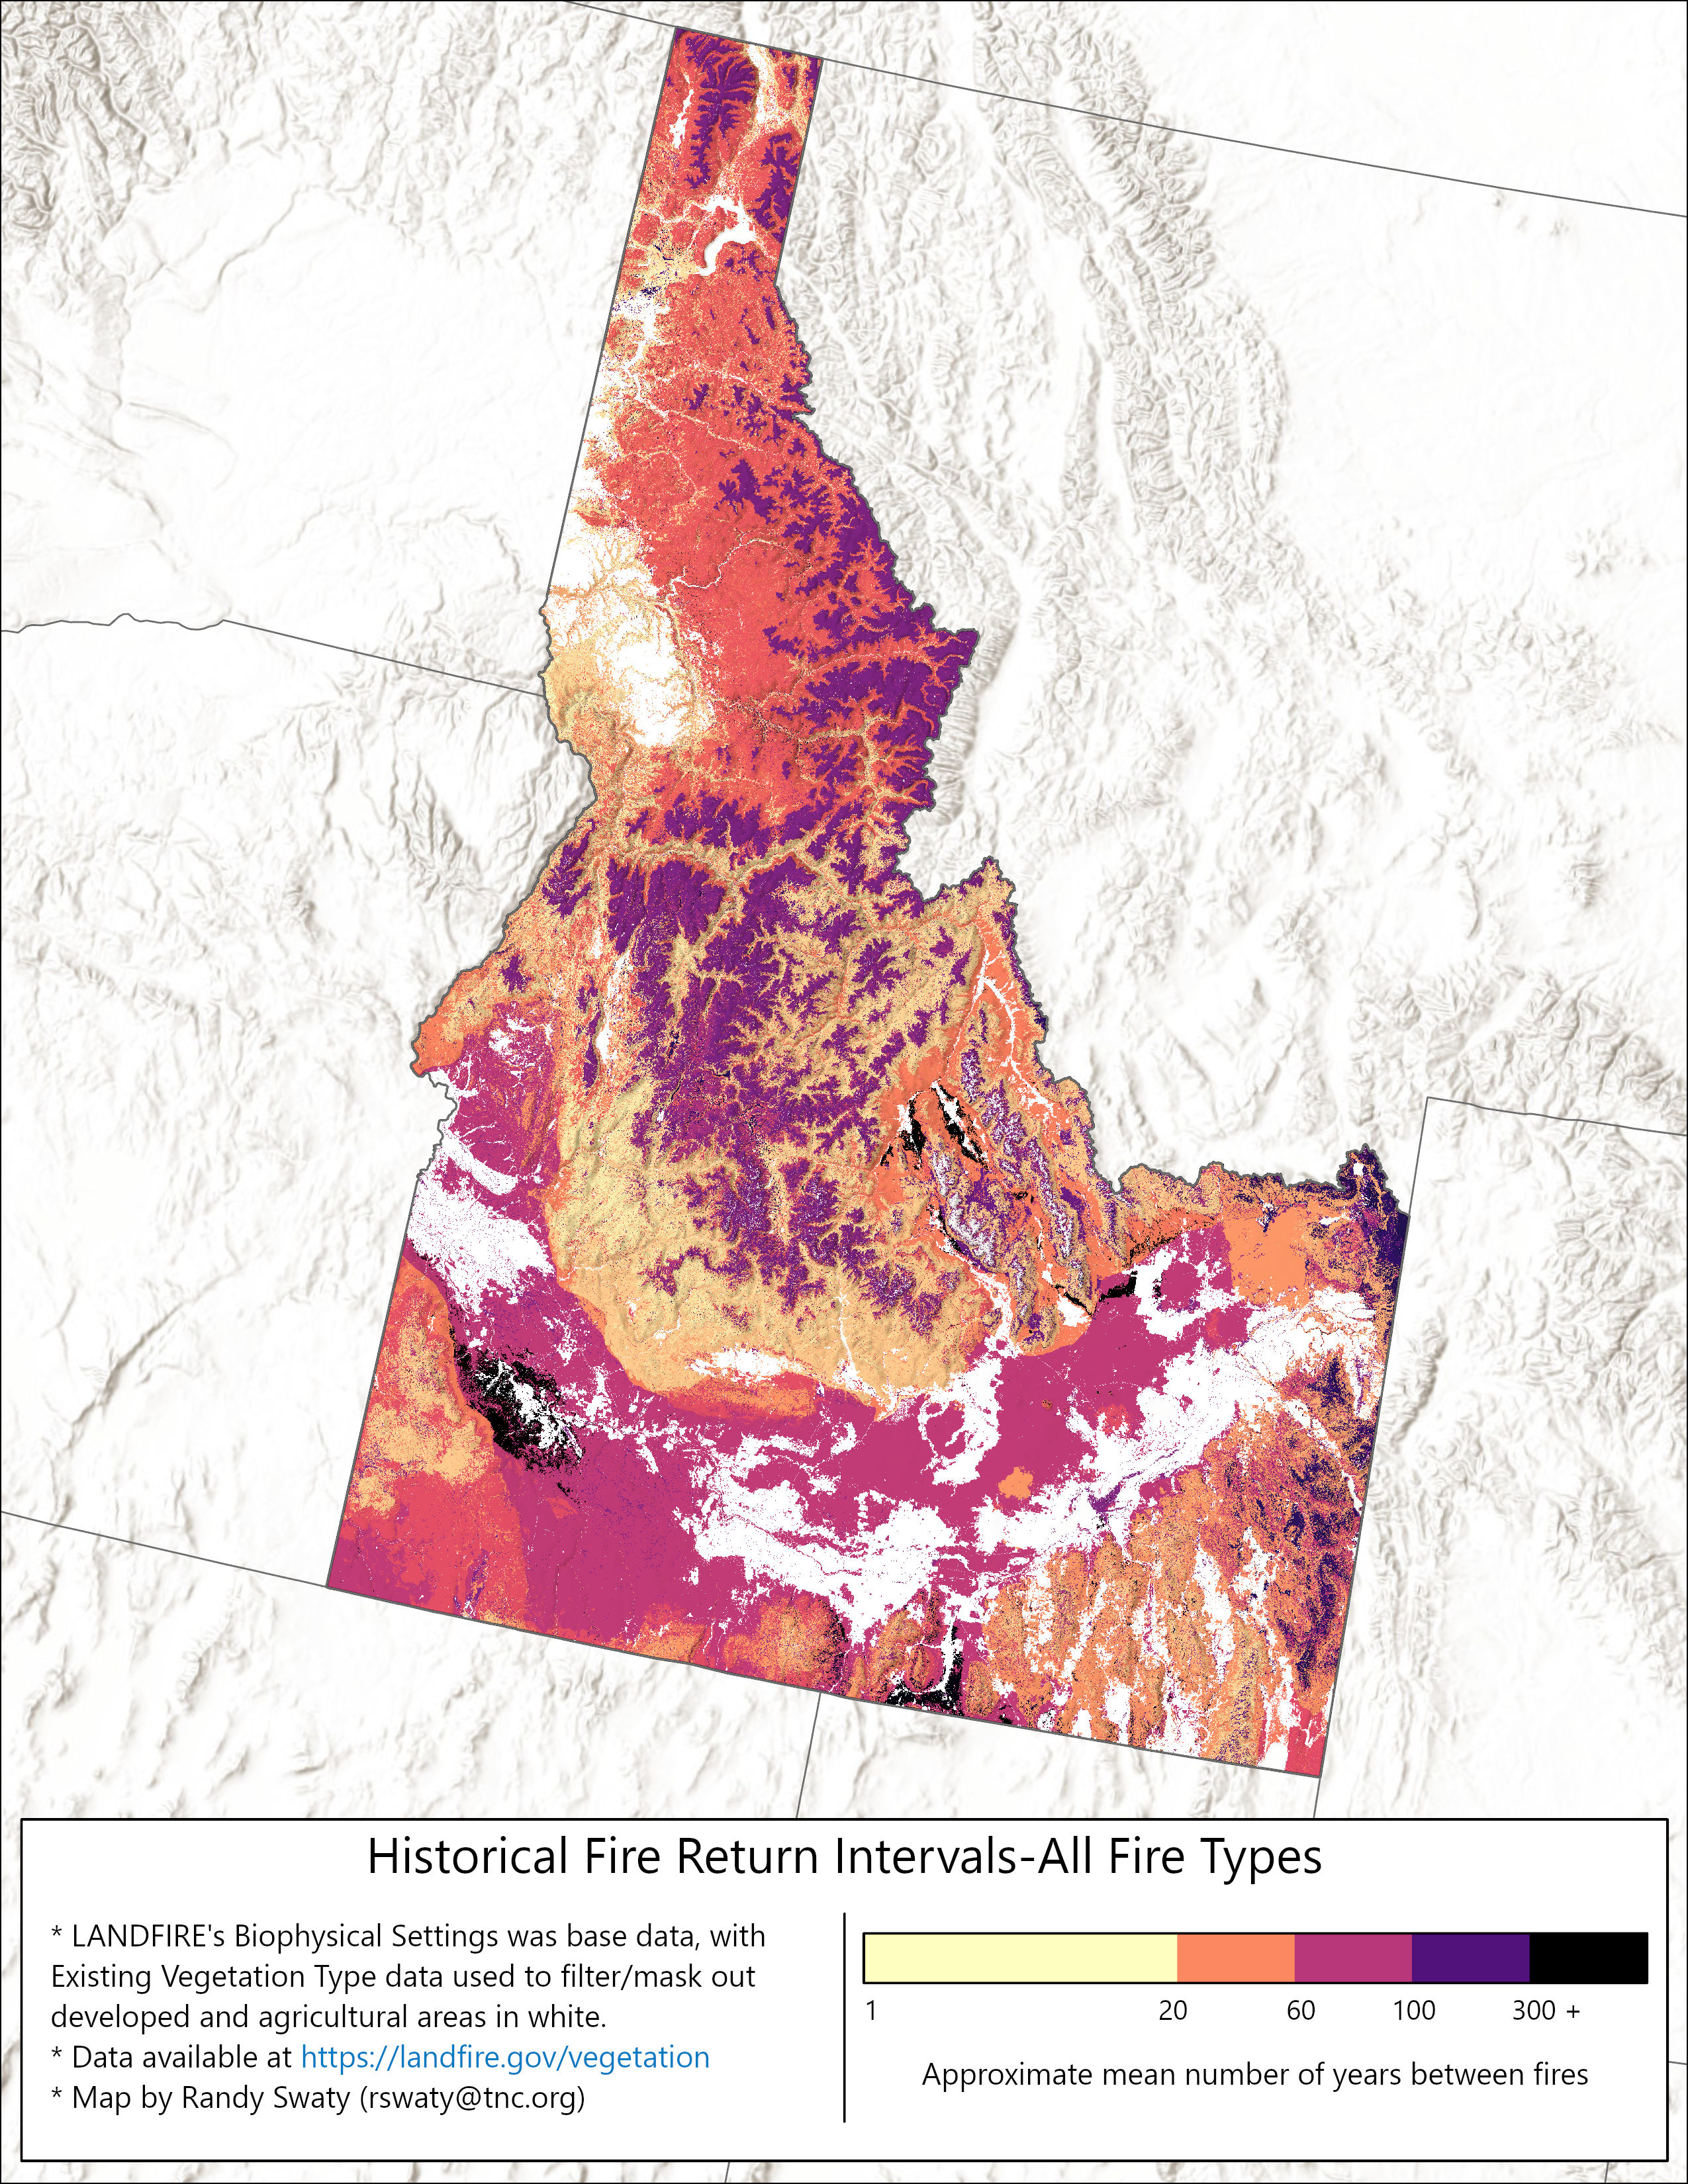 Historical Fire Return Intervals-All Fire Types
* LANDFIRE's Biophysical Settings was base data, with
Existing Vegetation Type data used to filter/mask out
developed and agricultural areas in white.
* Data available at https://landfire.gov/vegetation
* Map by Randy Swaty (rswaty@tnc.org)
1 20 60 100 300 +
Approximate mean number of years between fires